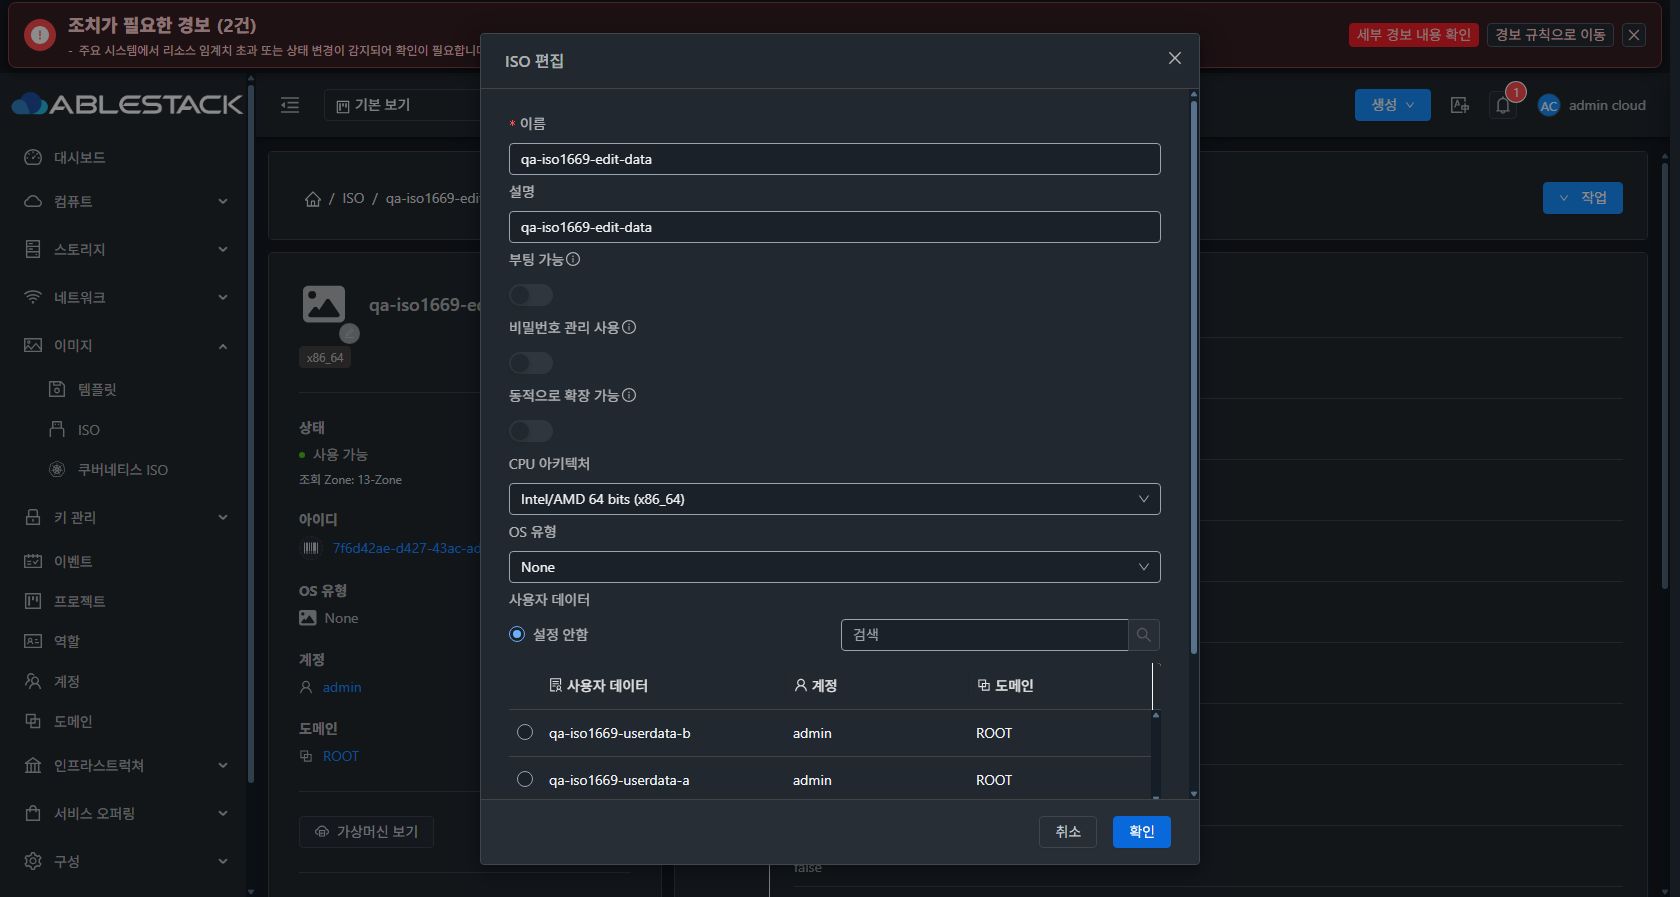 조치가 필요한 경보 (2건)
- 주요 시스템에서 리소스 임계치 초과 또는 상태 변경이 감지되어 확인이 필요합니다
세부 경보 내용 확인
경보 규칙으로 이동
ABLESTACK
기본 보기
생성
1
AC
admin cloud
대시보드
컴퓨트
스토리지
네트워크
이미지
템플릿
ISO
쿠버네티스 ISO
키 관리
이벤트
프로젝트
역할
계정
도메인
인프라스트럭쳐
서비스 오퍼링
구성
/ ISO / qa-iso1669-edi
작업
qa-iso1669-e
x86_64
상태
사용 가능
조회 Zone: 13-Zone
아이디
7f6d42ae-d427-43ac-ad
OS 유형
None
계정
admin
도메인
ROOT
가상머신 보기
false
ISO 편집
* 이름
qa-iso1669-edit-data
설명
qa-iso1669-edit-data
부팅 가능
비밀번호 관리 사용
동적으로 확장 가능
CPU 아키텍처
Intel/AMD 64 bits (x86_64)
OS 유형
None
사용자 데이터
설정 안함
검색
사용자 데이터 계정 도메인
qa-iso1669-userdata-b admin ROOT
qa-iso1669-userdata-a admin ROOT
취소
확인